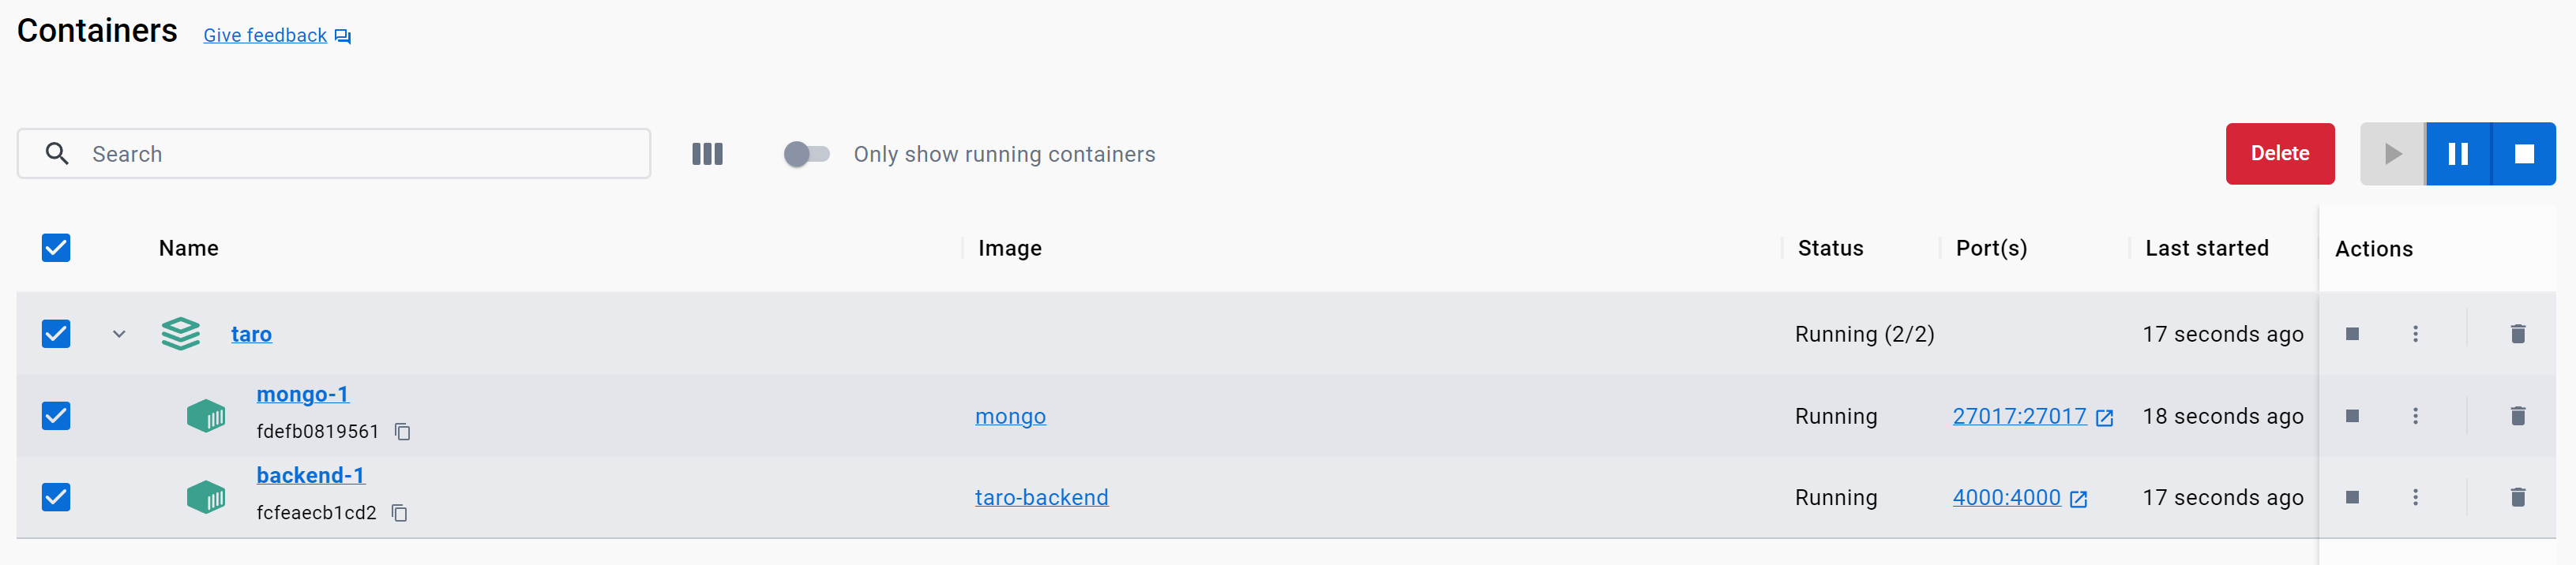 Containers Give feedback
Search Only show running containers Delete
Name Image Status Port(s) Last started Actions
taro Running (2/2) 17 seconds ago
mongo-1
fdefb0819561 mongo Running 27017:27017 18 seconds ago
backend-1
fcfeaecb1cd2 taro-backend Running 4000:4000 17 seconds ago